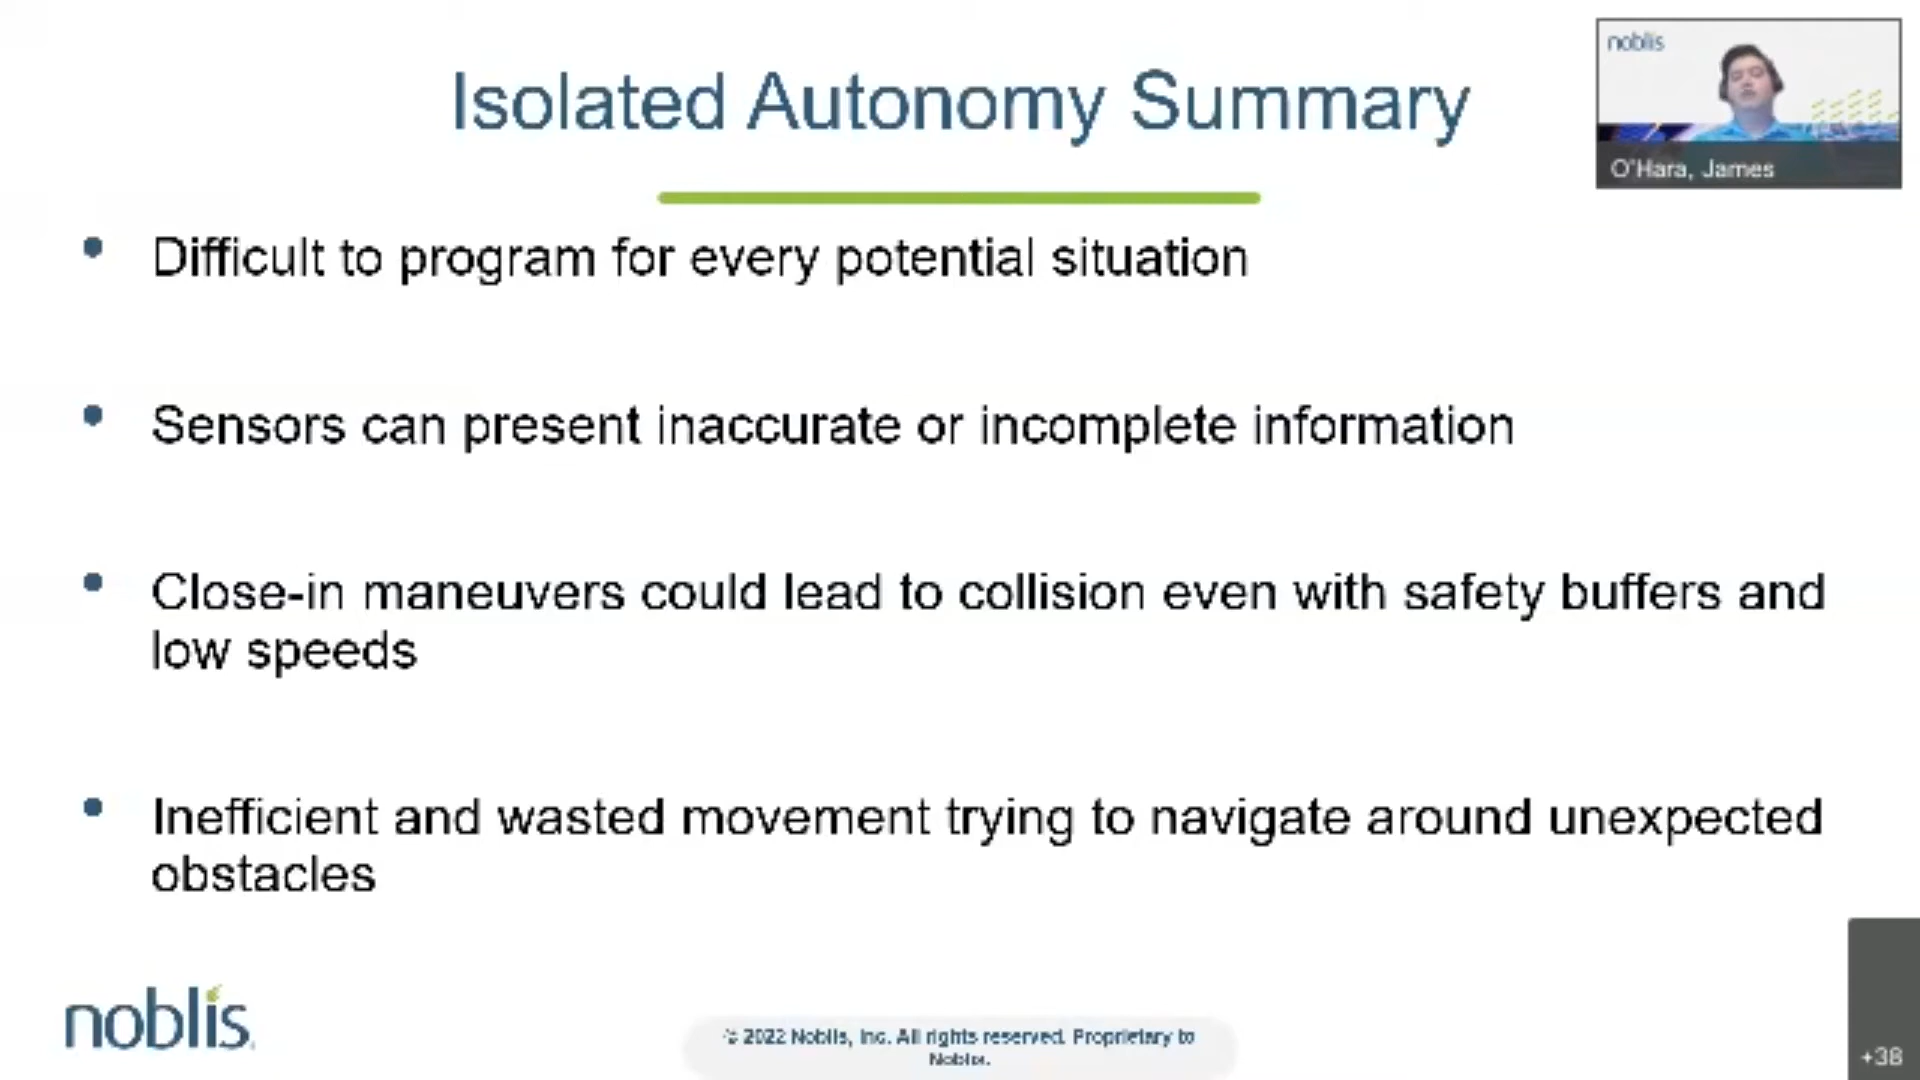 Isolated Autonomy Summary
noblis
O'Hara, James
• Difficult to program for every potential situation
• Sensors can present inaccurate or incomplete information
• Close-in maneuvers could lead to collision even with safety buffers and
low speeds
• Inefficient and wasted movement trying to navigate around unexpected
obstacles
noblis
© 2022 Noblis, Inc. All rights reserved. Proprietary to
Noblis.
+38